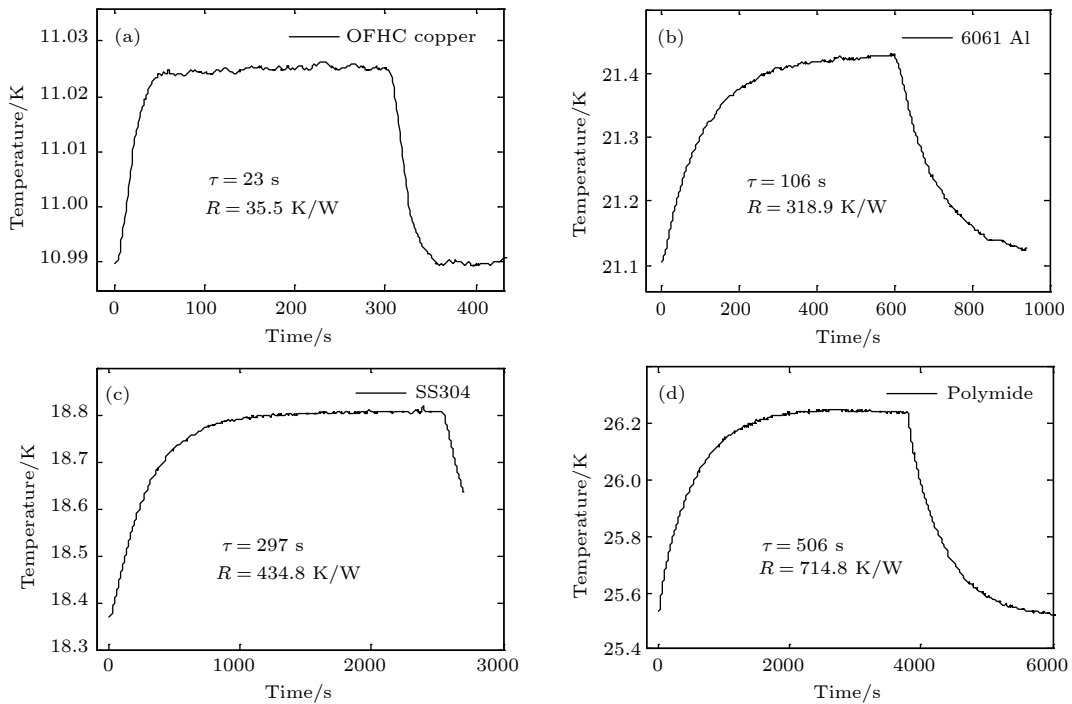 11.03
(a)
OFHC copper
11.02
11.01
11.00
10.99
Temperature/K
τ = 23 s
R = 35.5 K/W
0
100
200
300
400
Time/s
(b)
6061 Al
21.4
21.3
21.2
21.1
Temperature/K
τ = 106 s
R = 318.9 K/W
0
200
400
600
800
1000
Time/s
(c)
SS304
18.8
18.7
18.6
18.5
18.4
18.3
Temperature/K
τ = 297 s
R = 434.8 K/W
0
1000
2000
3000
Time/s
(d)
Polymide
26.2
26.0
25.8
25.6
25.4
Temperature/K
τ = 506 s
R = 714.8 K/W
0
2000
4000
6000
Time/s